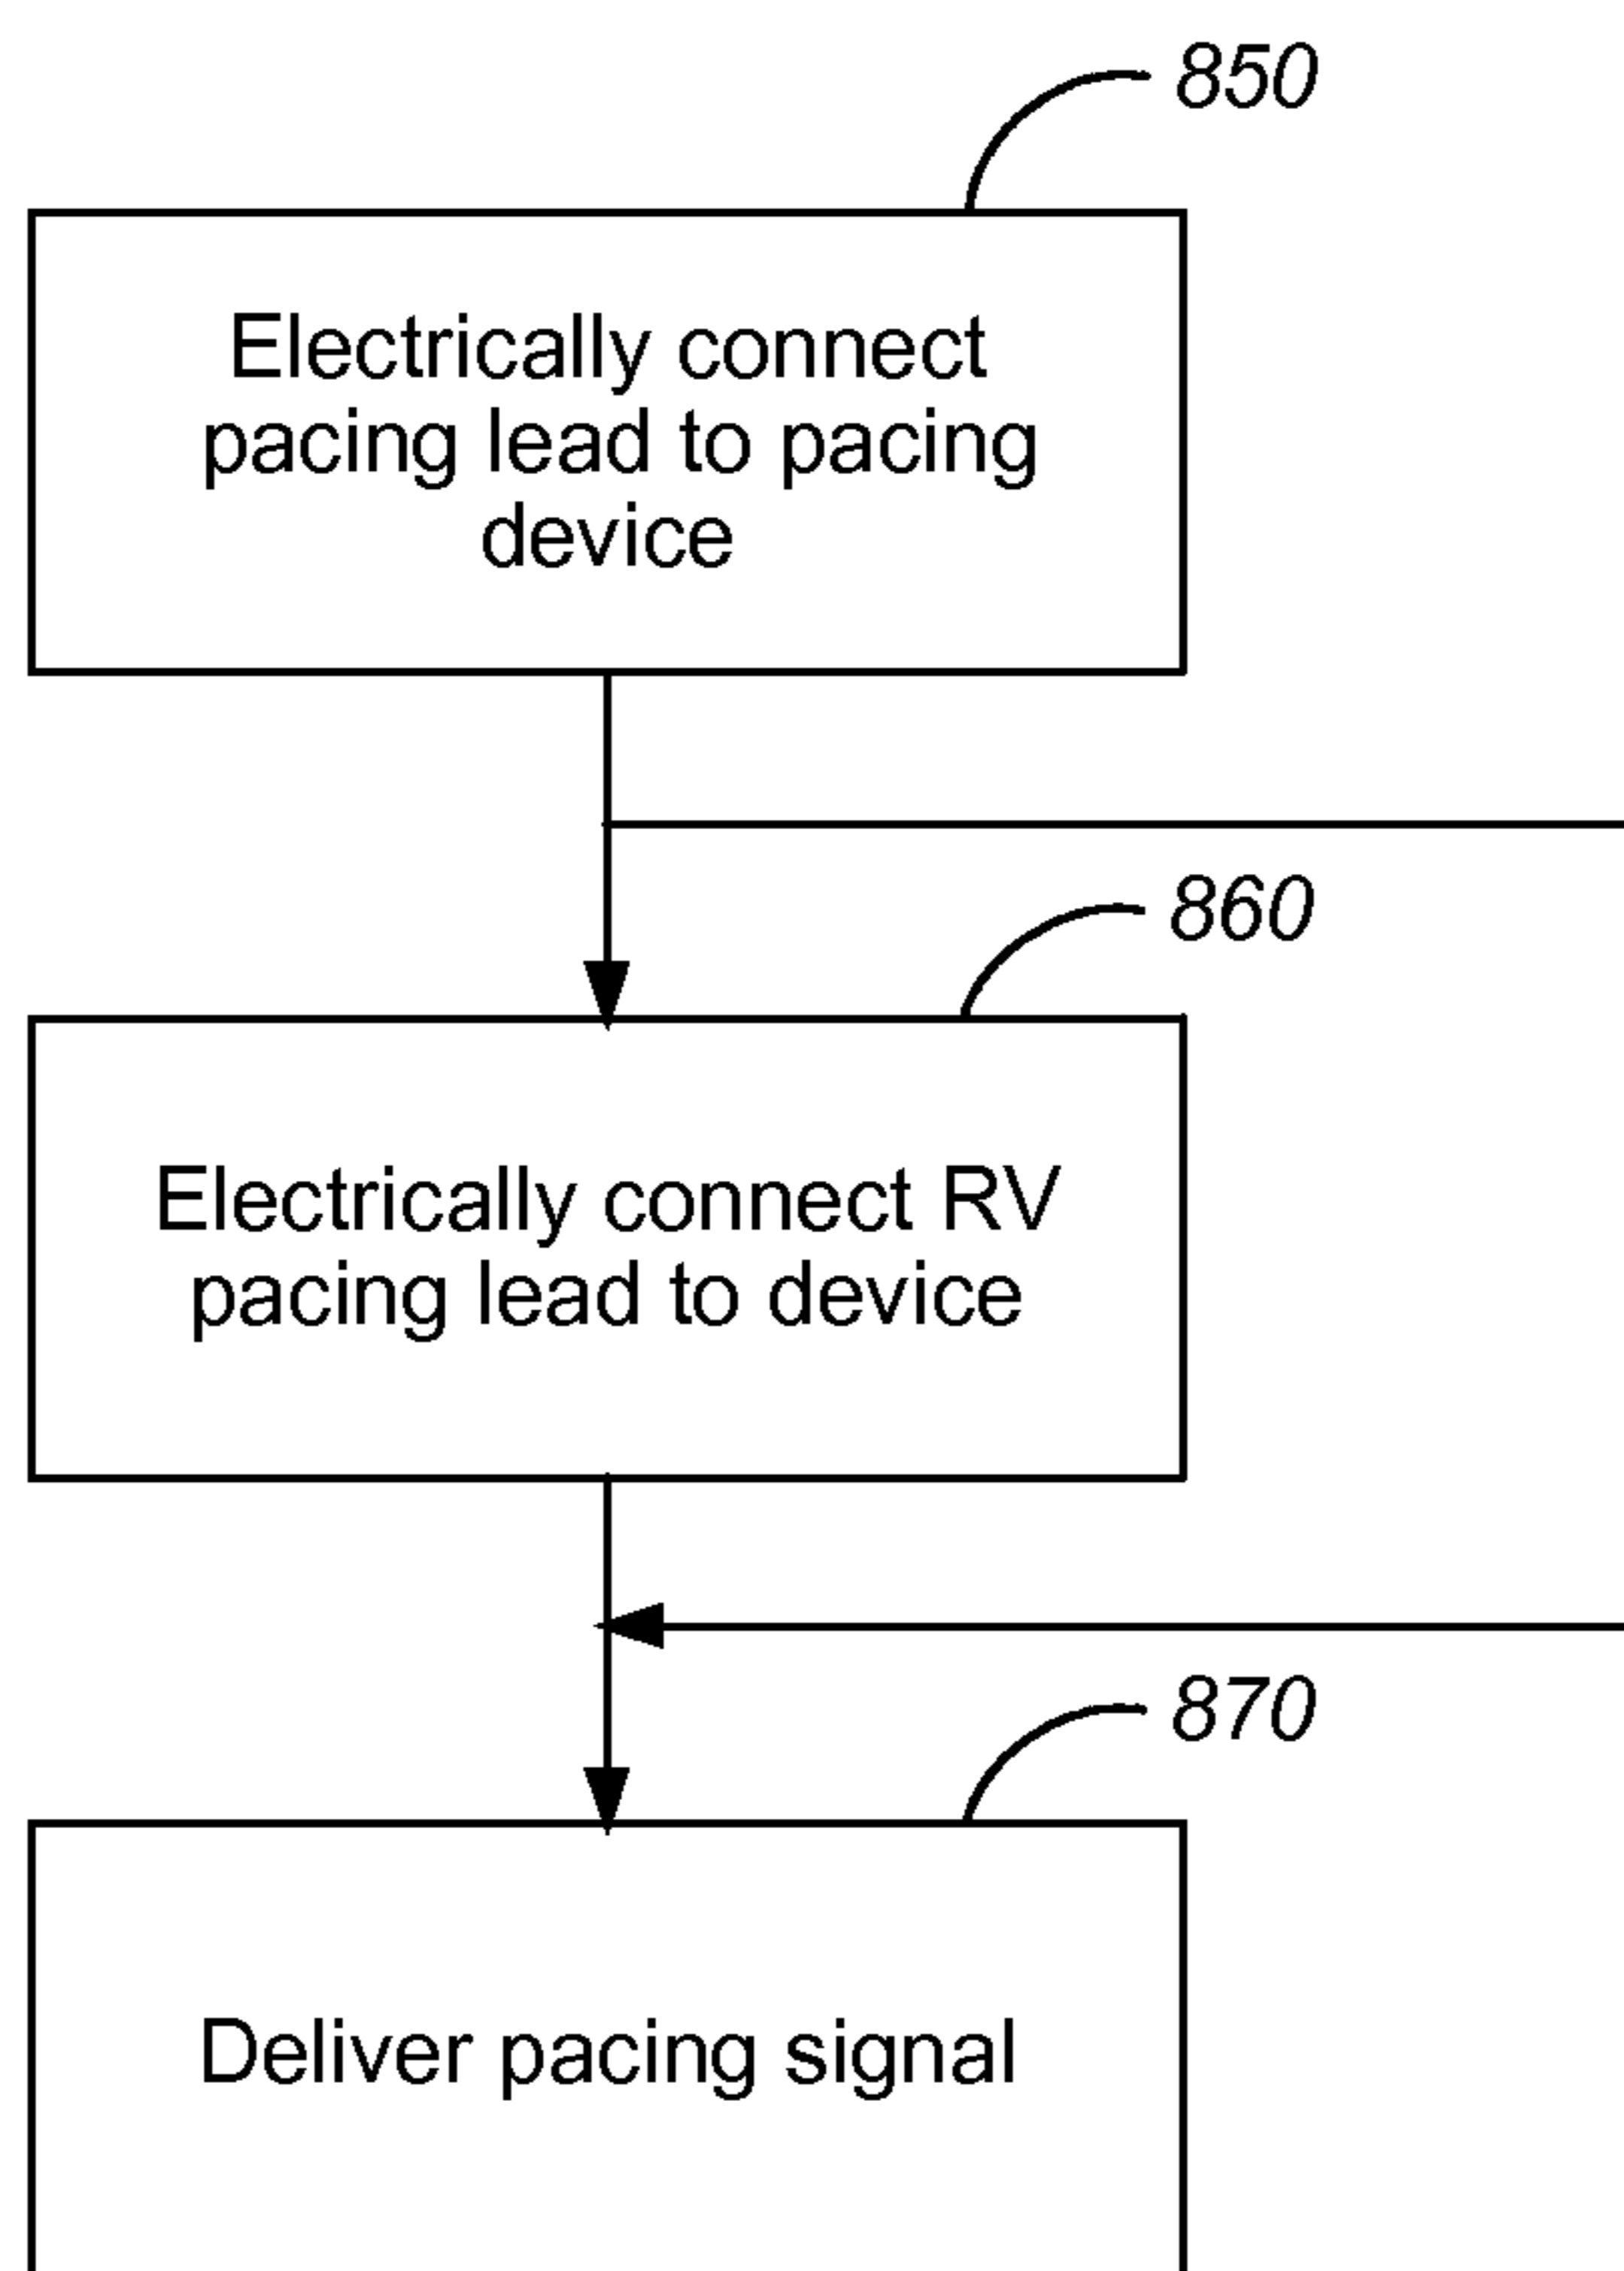 850
Electrically connect
pacing lead to pacing
device
860
Electrically connect RV
pacing lead to device
870
Deliver pacing signal